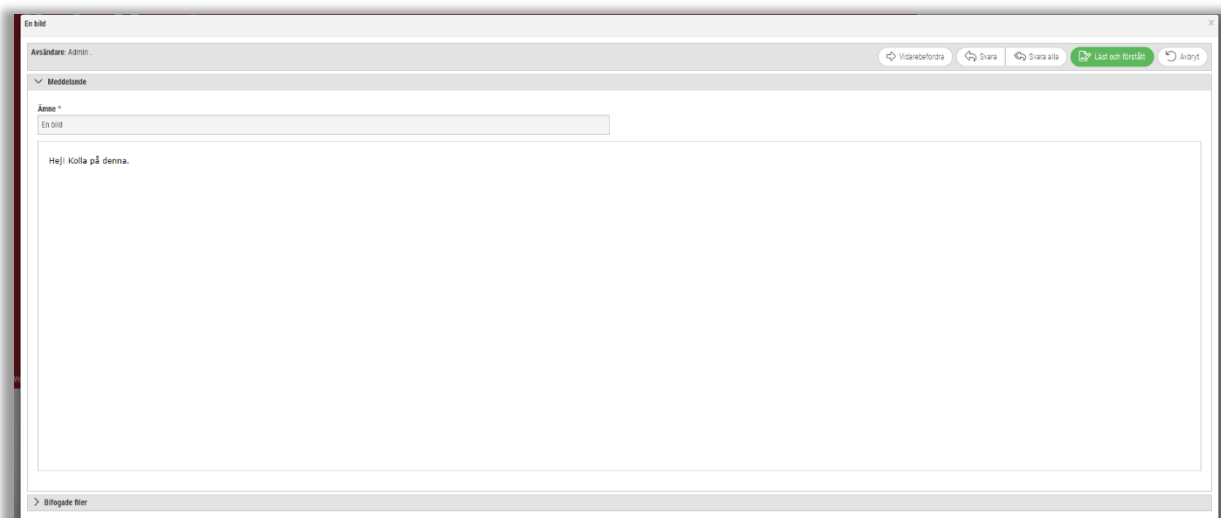 En bild
Avsändare: Admin .
Vidarebefordra Svara Svara alla Läst och förstått Avbryt
Meddelande
Ämne *
En bild
Hej! Kolla på denna.
Bifogade filer